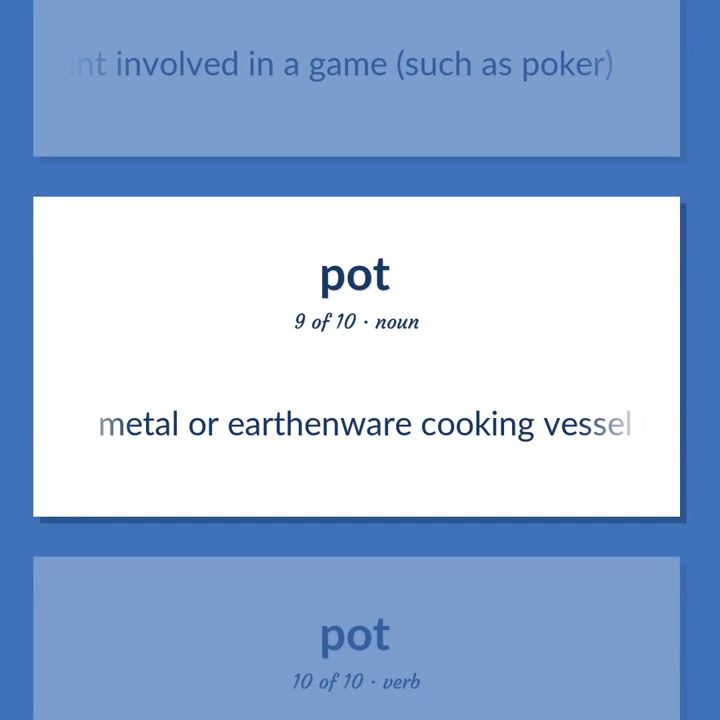 involved in a game (such as poker)
pot
9 of 10 · noun
metal or earthenware cooking vessel
pot
10 of 10 · verb